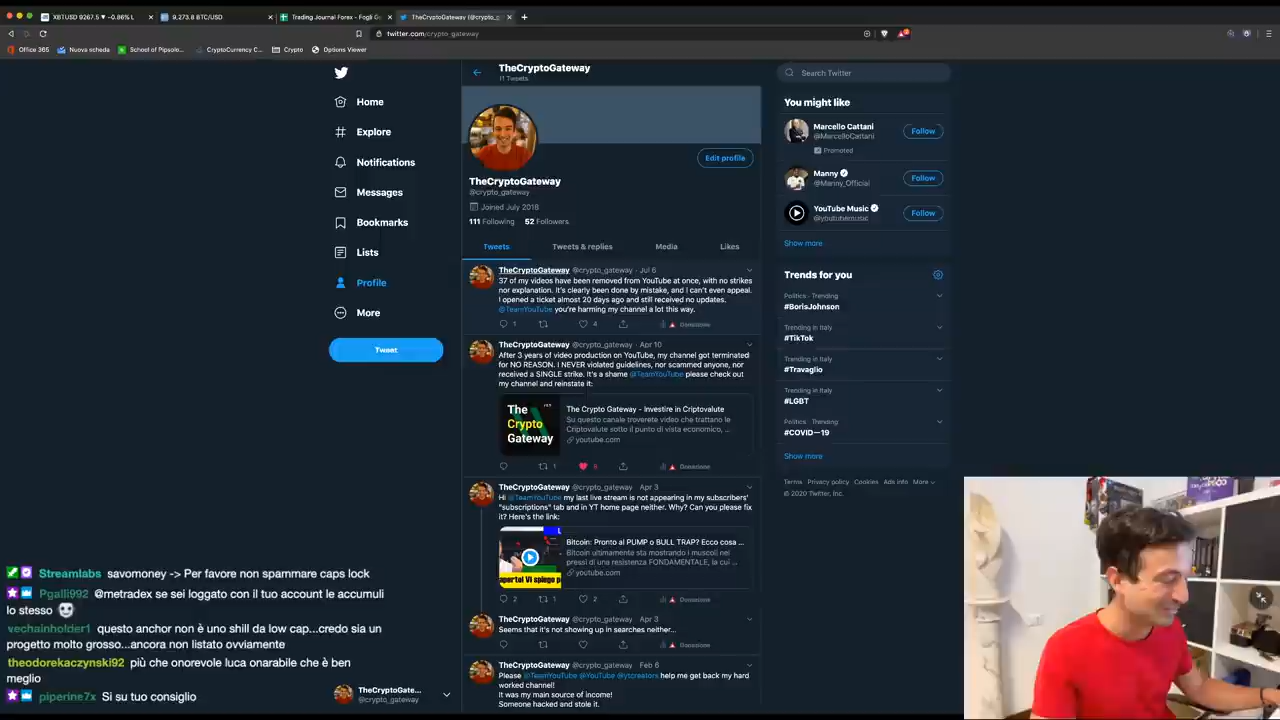 XBTUSD 9267.5 ▼ −0.86% L
9,273.8 BTC/USD
Trading Journal Forex - Fogli G
TheCryptoGateway (@crypto_g
twitter.com/crypto_gateway
Office 365
Nuova scheda
School of Pipsolo...
CryptoCurrency C...
Crypto
Options Viewer
Home
Explore
Notifications
Messages
Bookmarks
Lists
Profile
More
Tweet
TheCryptoGateway
11 Tweets
Edit profile
TheCryptoGateway
@crypto_gateway
Joined July 2018
111 Following 52 Followers
Tweets Tweets & replies Media Likes
TheCryptoGateway @crypto_gateway · Jul 6
37 of my videos have been removed from YouTube at once, with no strikes
nor explanation. It's clearly been done by mistake, and I can't even appeal.
I opened a ticket almost 20 days ago and still received no updates.
@TeamYouTube you're harming my channel a lot this way.
1 4 Donazione
TheCryptoGateway @crypto_gateway · Apr 10
After 3 years of video production on YouTube, my channel got terminated
for NO REASON. I NEVER violated guidelines, nor scammed anyone, nor
received a SINGLE strike. It's a shame @TeamYouTube please check out
my channel and reinstate it:
The
Crypto
Gateway
The Crypto Gateway - Investire in Criptovalute
Su questo canale troverete video che trattano le
Criptovalute sotto il punto di vista economico, ...
youtube.com
1 8 Donazione
TheCryptoGateway @crypto_gateway · Apr 3
Hi @TeamYouTube my last live stream is not appearing in my subscribers'
"subscriptions" tab and in YT home page neither. Why? Can you please fix
it? Here's the link:
aperto! Vi spiego p
Bitcoin: Pronto al PUMP o BULL TRAP? Ecco cosa ...
Bitcoin ultimamente sta mostrando i muscoli nei
pressi di una resistenza FONDAMENTALE, la cui ...
youtube.com
2 1 2 Donazione
TheCryptoGateway @crypto_gateway · Apr 3
Seems that it's not showing up in searches neither...
Donazione
TheCryptoGateway @crypto_gateway · Feb 6
Please @TeamYouTube @YouTube @ytcreators help me get back my hard
worked channel!
It was my main source of income!
Someone hacked and stole it.
Search Twitter
You might like
Marcello Cattani
@MarcelloCattani
Promoted
Follow
Manny
@Manny_Official
Follow
YouTube Music
@youtubemusic
Follow
Show more
Trends for you
Politics · Trending
#BorisJohnson
Trending in Italy
#TikTok
Trending in Italy
#Travaglio
Trending in Italy
#LGBT
Politics · Trending
#COVID—19
Show more
Terms Privacy policy Cookies Ads info More
© 2020 Twitter, Inc.
Streamlabs savomoney -> Per favore non spammare caps lock
Pgalli992 @metradex se sei loggato con il tuo account le accumuli
lo stesso
vechainholder1 questo anchor non è uno shill da low cap...credo sia un
progetto molto grosso...ancora non listato ovviamente
theodorekaczynski92 più che onorevole luca onarabile che è ben
meglio
piperine7x Si su tuo consiglio
TheCryptoGate...
@crypto_gateway